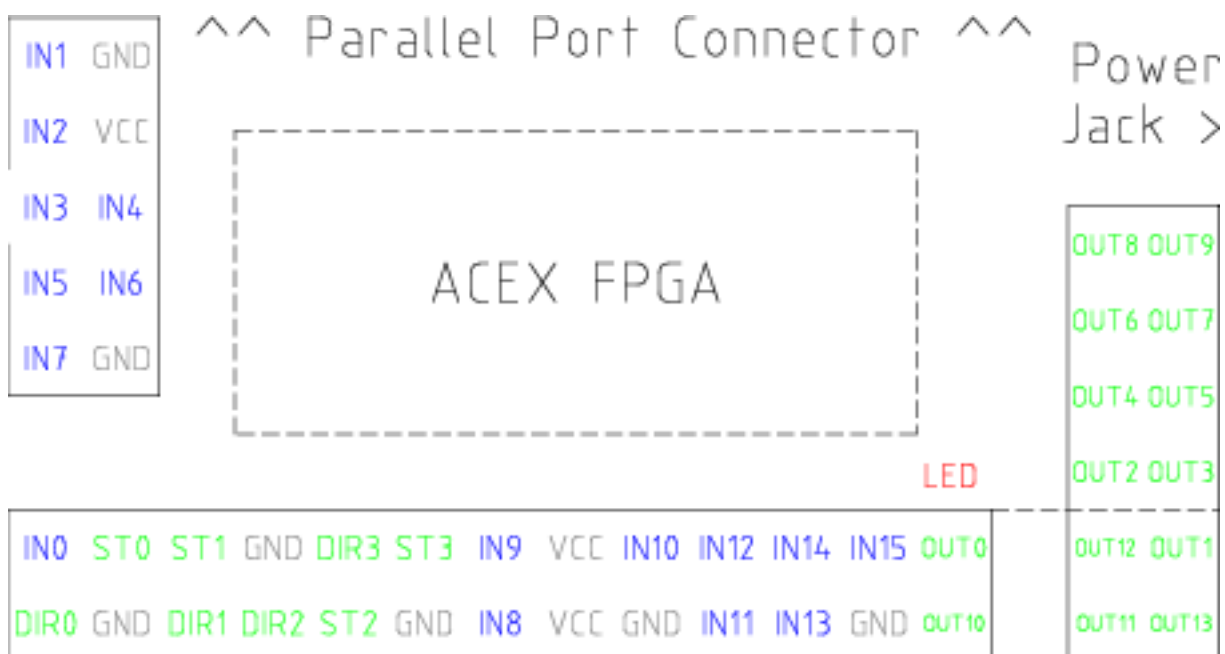 ^^ Parallel Port Connector ^^
Power
Jack >
IN1 GND
IN2 VCC
IN3 IN4
IN5 IN6
IN7 GND
ACEX FPGA
OUT8 OUT9
OUT6 OUT7
OUT4 OUT5
OUT2 OUT3
OUT12 OUT1
OUT11 OUT13
LED
IN0 ST0 ST1 GND DIR3 ST3 IN9 VCC IN10 IN12 IN14 IN15 OUT0
DIR0 GND DIR1 DIR2 ST2 GND IN8 VCC GND IN11 IN13 GND OUT10